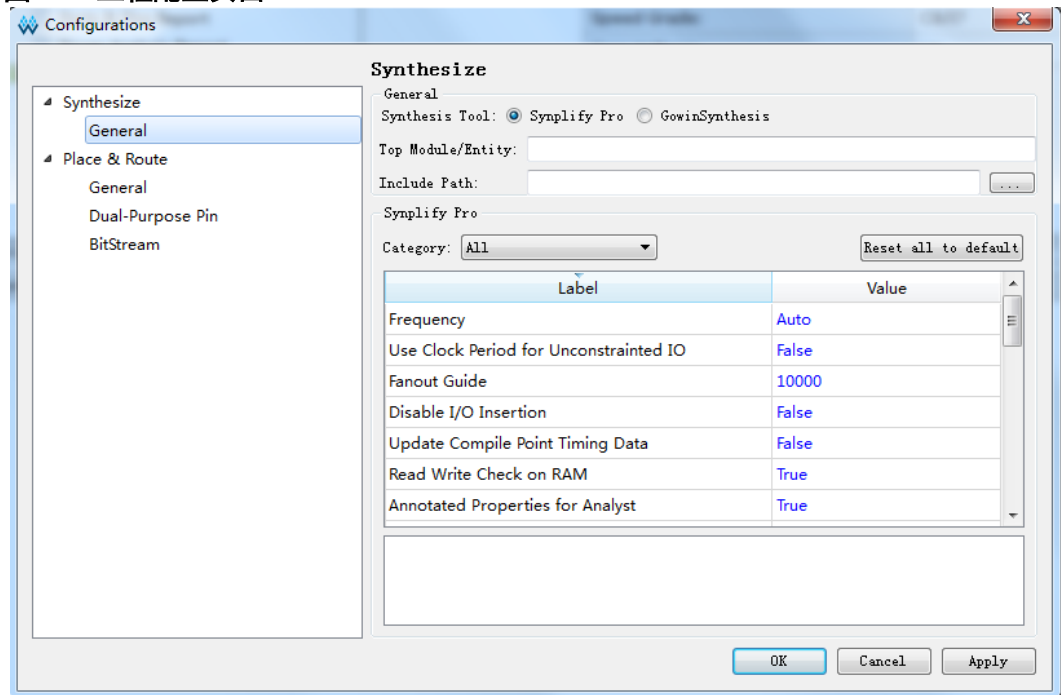 Configurations
Synthesize
Synthesize
General
Place & Route
General
Dual-Purpose Pin
BitStream
General
Synthesis Tool: Synplify Pro GowinSynthesis
Top Module/Entity:
Include Path: ...
Synplify Pro
Category: All Reset all to default
Label Value
Frequency Auto
Use Clock Period for Unconstrainted IO False
Fanout Guide 10000
Disable I/O Insertion False
Update Compile Point Timing Data False
Read Write Check on RAM True
Annotated Properties for Analyst True
OK Cancel Apply